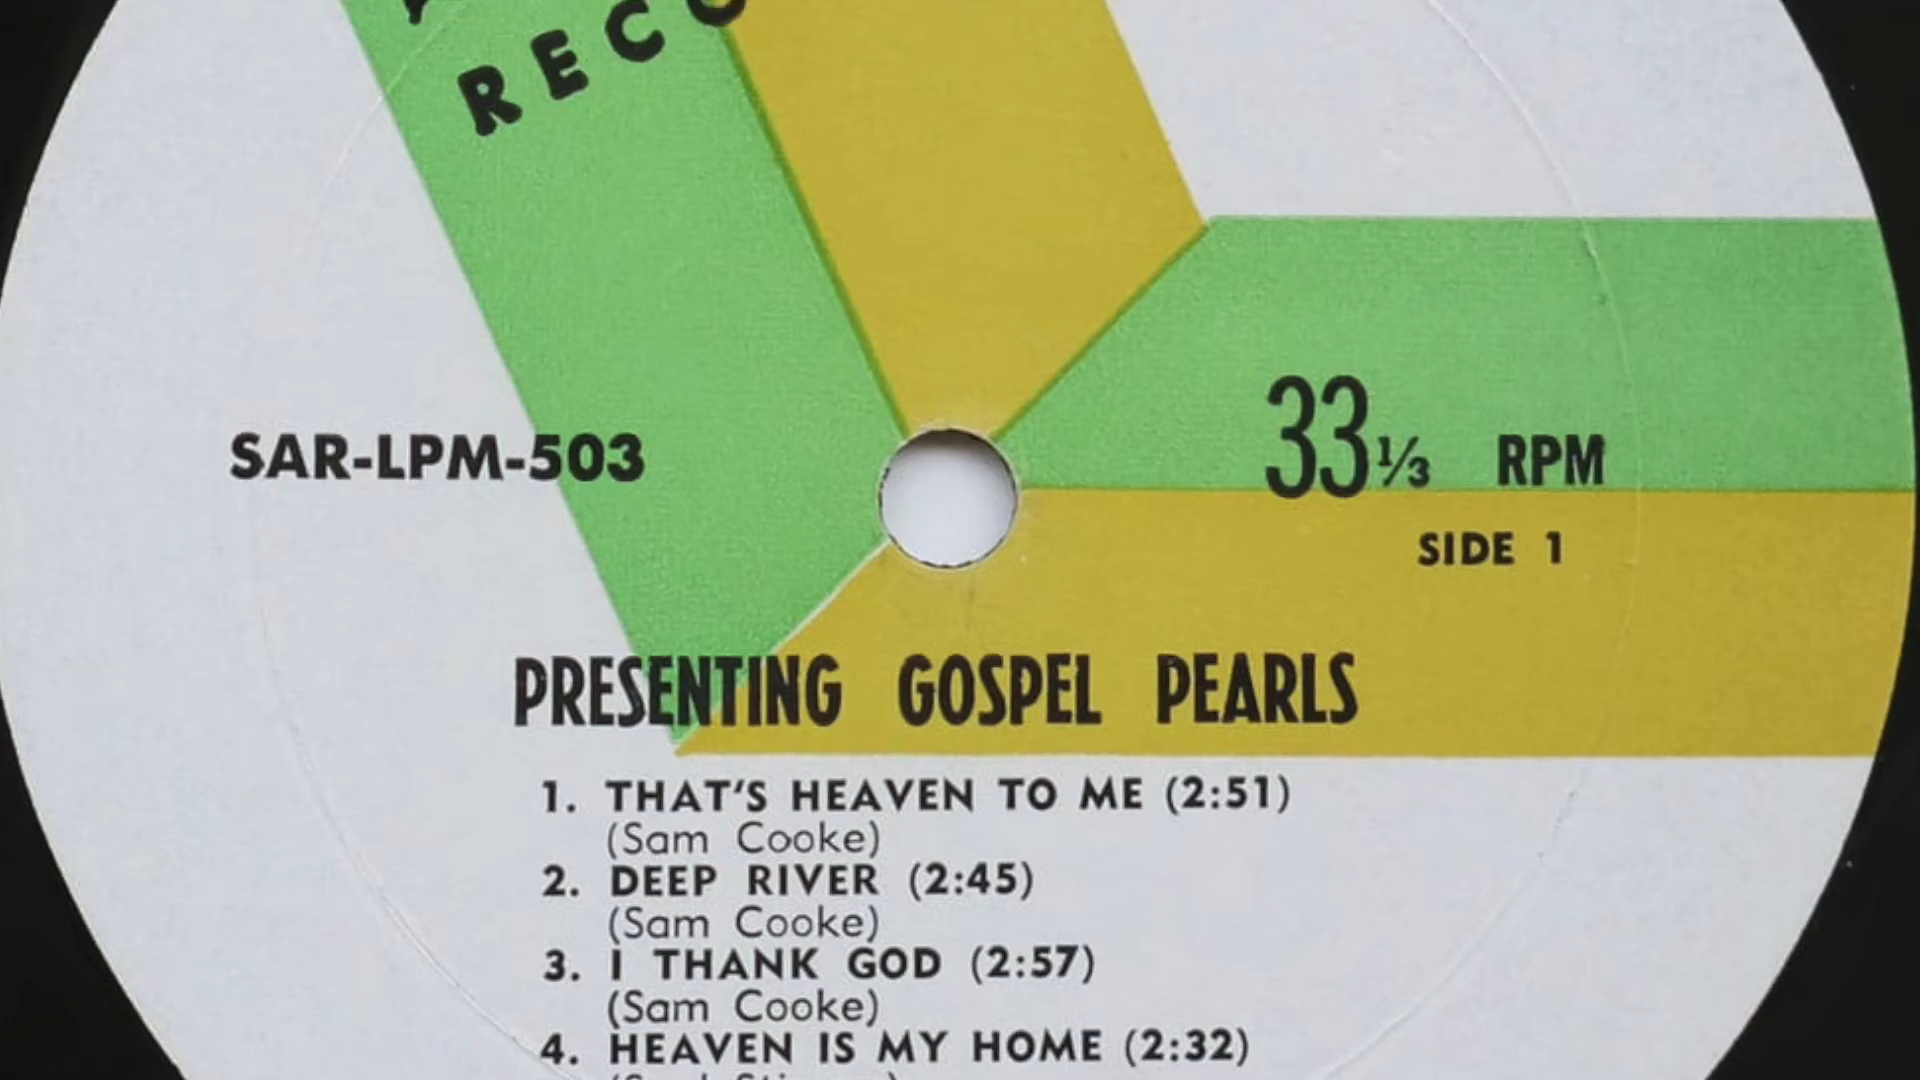 RECO
SAR-LPM-503
33 1/3 RPM
SIDE 1
PRESENTING GOSPEL PEARLS
1. THAT'S HEAVEN TO ME (2:51)
(Sam Cooke)
2. DEEP RIVER (2:45)
(Sam Cooke)
3. I THANK GOD (2:57)
(Sam Cooke)
4. HEAVEN IS MY HOME (2:32)